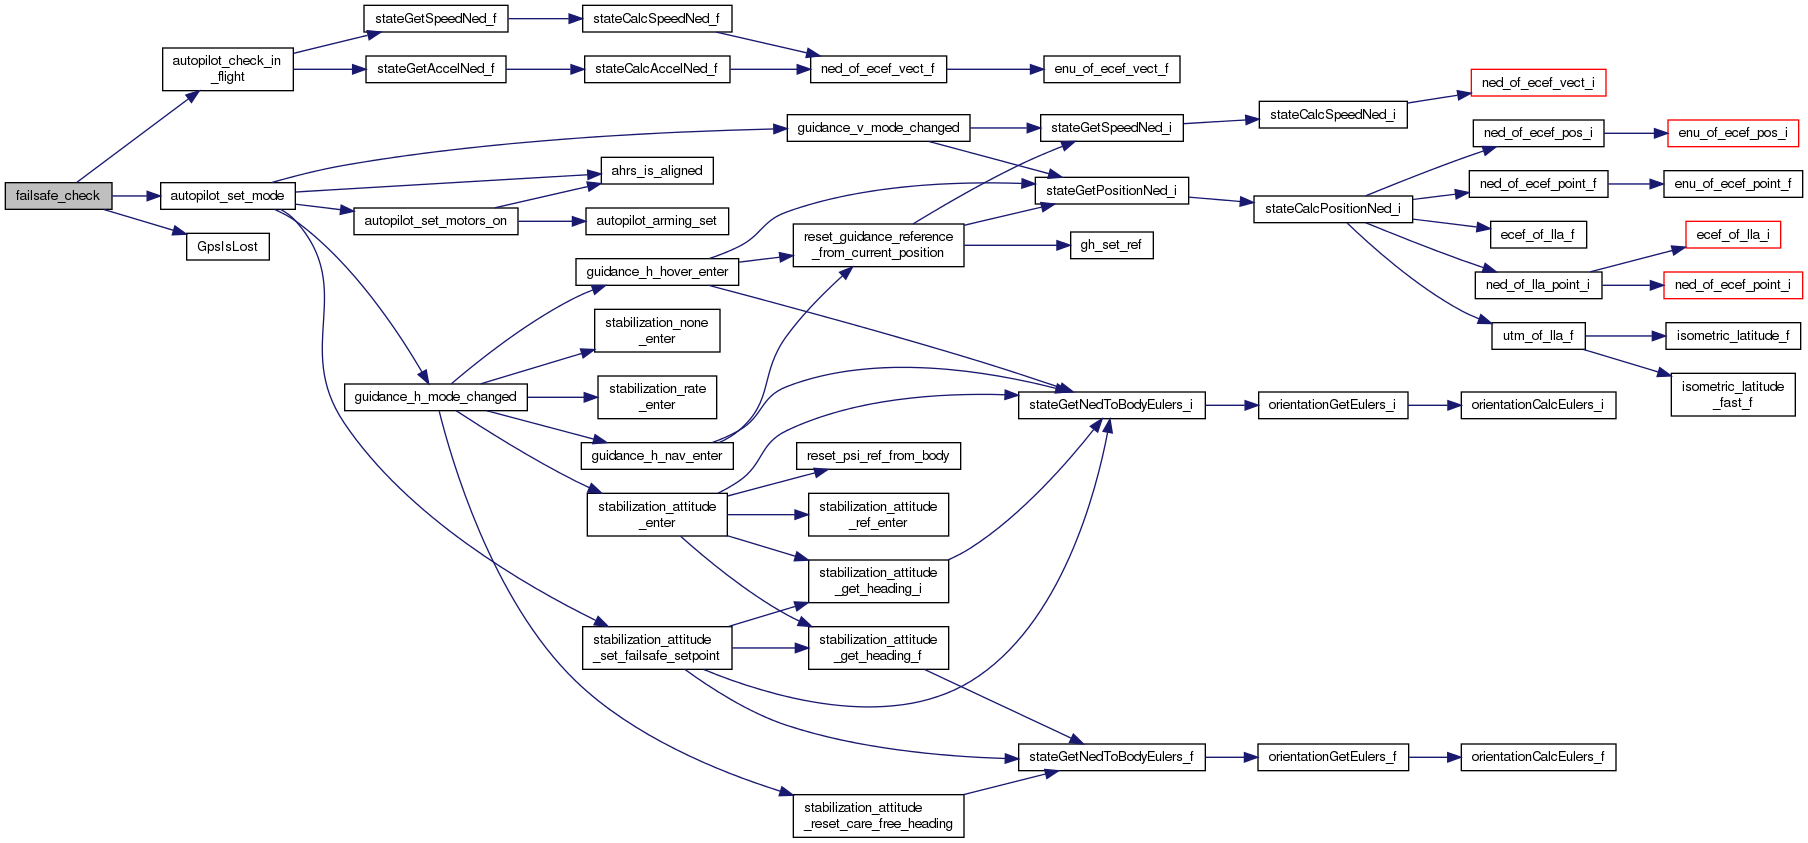 failsafe_check
autopilot_check_in
_flight
autopilot_set_mode
GpsIsLost
stateGetSpeedNed_f
stateGetAccelNed_f
autopilot_set_motors_on
guidance_h_mode_changed
stateCalcSpeedNed_f
stateCalcAccelNed_f
ahrs_is_aligned
autopilot_arming_set
guidance_h_hover_enter
stabilization_none
_enter
stabilization_rate
_enter
guidance_h_nav_enter
stabilization_attitude
_enter
stabilization_attitude
_set_failsafe_setpoint
ned_of_ecef_vect_f
guidance_v_mode_changed
reset_guidance_reference
_from_current_position
reset_psi_ref_from_body
stabilization_attitude
_ref_enter
stabilization_attitude
_get_heading_i
stabilization_attitude
_get_heading_f
stabilization_attitude
_reset_care_free_heading
enu_of_ecef_vect_f
stateGetSpeedNed_i
stateGetPositionNed_i
gh_set_ref
stateGetNedToBodyEulers_i
stateGetNedToBodyEulers_f
stateCalcSpeedNed_i
stateCalcPositionNed_i
orientationGetEulers_i
orientationGetEulers_f
ned_of_ecef_vect_i
ned_of_ecef_pos_i
ned_of_ecef_point_f
ecef_of_lla_f
ned_of_lla_point_i
utm_of_lla_f
orientationCalcEulers_i
orientationCalcEulers_f
enu_of_ecef_pos_i
enu_of_ecef_point_f
ecef_of_lla_i
ned_of_ecef_point_i
isometric_latitude_f
isometric_latitude
_fast_f